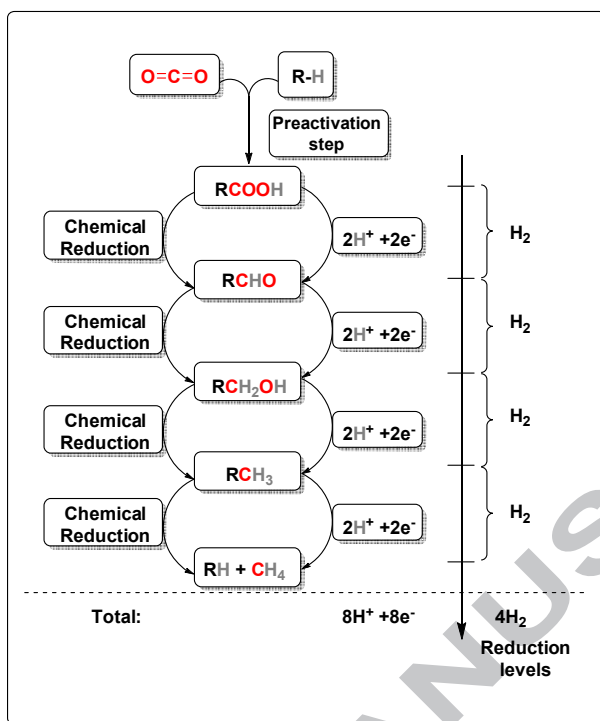 O=C=O
R-H
Preactivation
step
RCOOH
Chemical
Reduction
2H⁺ +2e⁻
H₂
RCHO
Chemical
Reduction
2H⁺ +2e⁻
H₂
RCH₂OH
Chemical
Reduction
2H⁺ +2e⁻
H₂
RCH₃
Chemical
Reduction
2H⁺ +2e⁻
H₂
RH + CH₄
Total:
8H⁺ +8e⁻
4H₂
Reduction
levels
ANUS